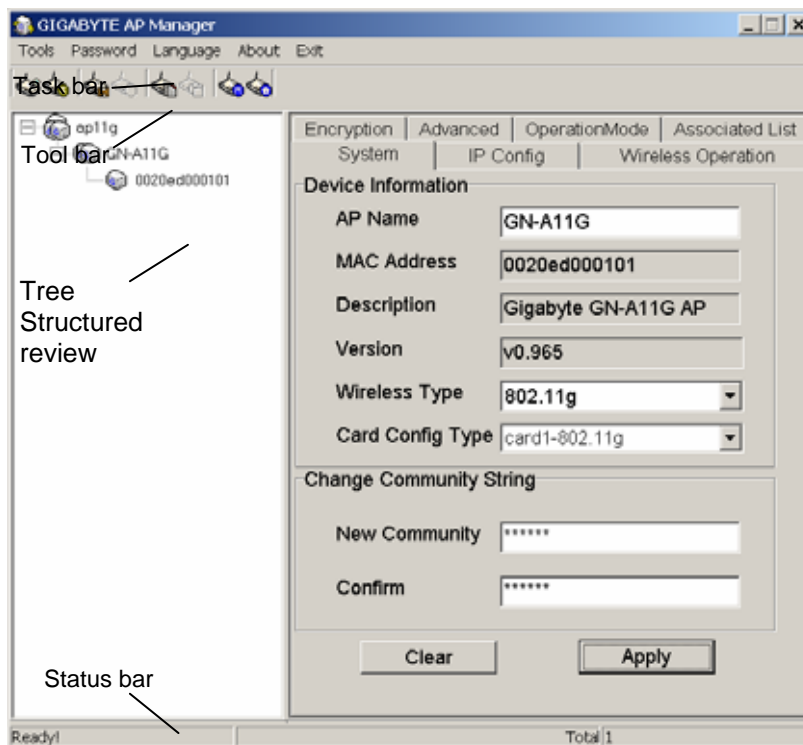 GIGABYTE AP Manager
Tools Password Language About Exit
Task bar
ap11g
Tool bar
GN-A11G
0020ed000101
Tree
Structured
review
Encryption Advanced OperationMode Associated List
System IP Config Wireless Operation
Device Information
AP Name GN-A11G
MAC Address 0020ed000101
Description Gigabyte GN-A11G AP
Version v0.965
Wireless Type 802.11g
Card Config Type card1-802.11g
Change Community String
New Community ******
Confirm ******
Clear Apply
Status bar
Ready! Total 1